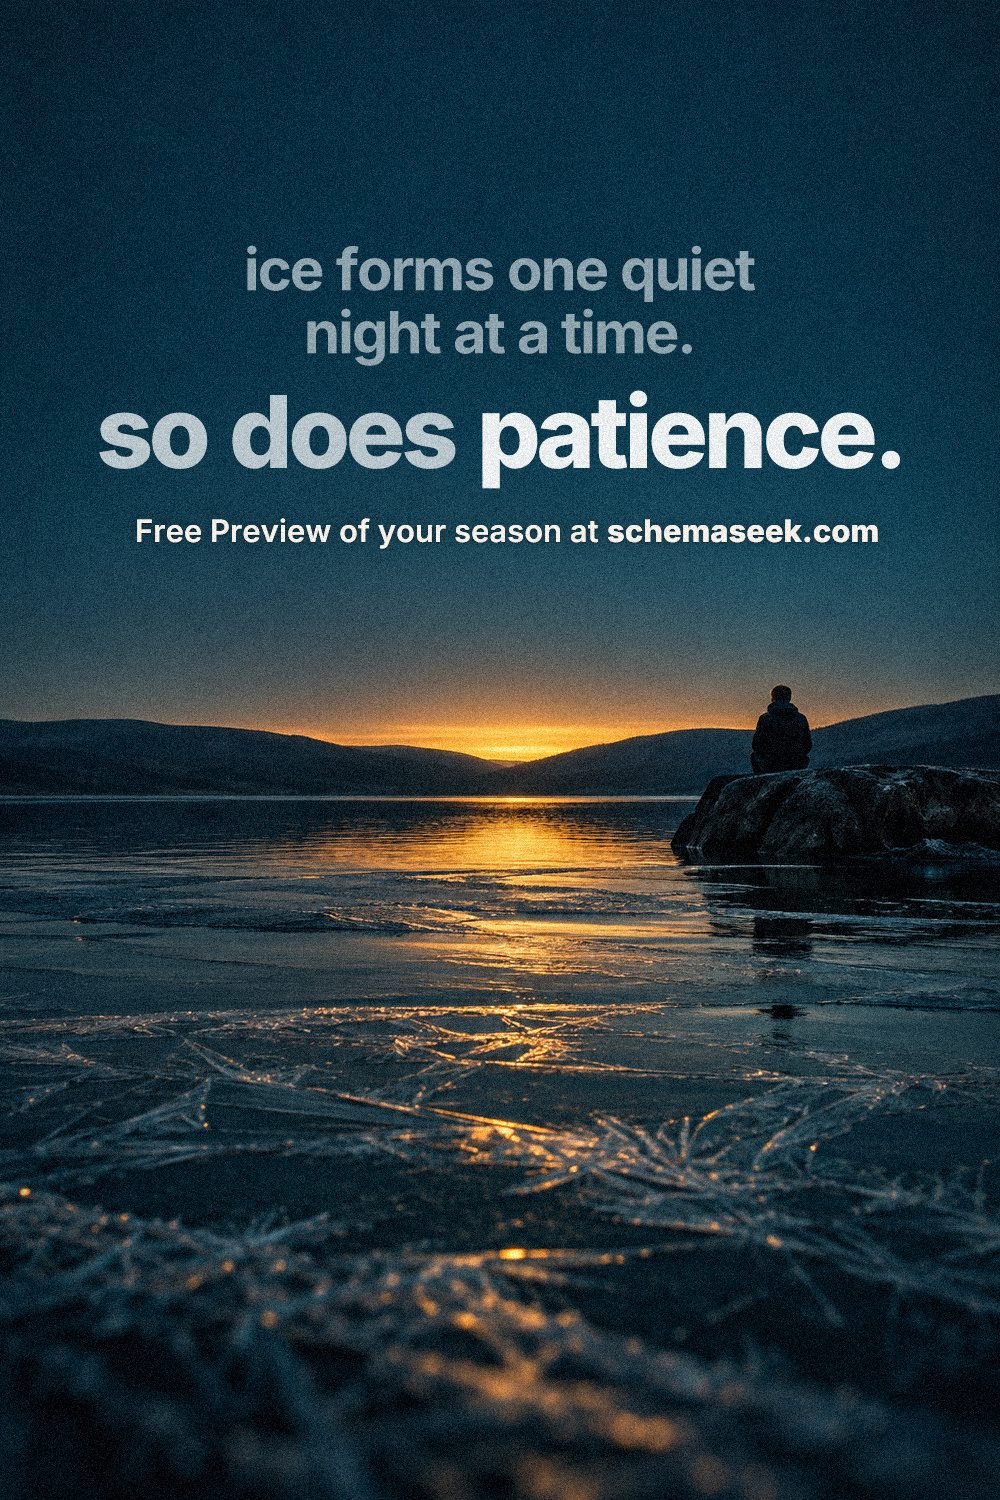 ice forms one quiet
night at a time.
so does patience.
Free Preview of your season at schemaseek.com